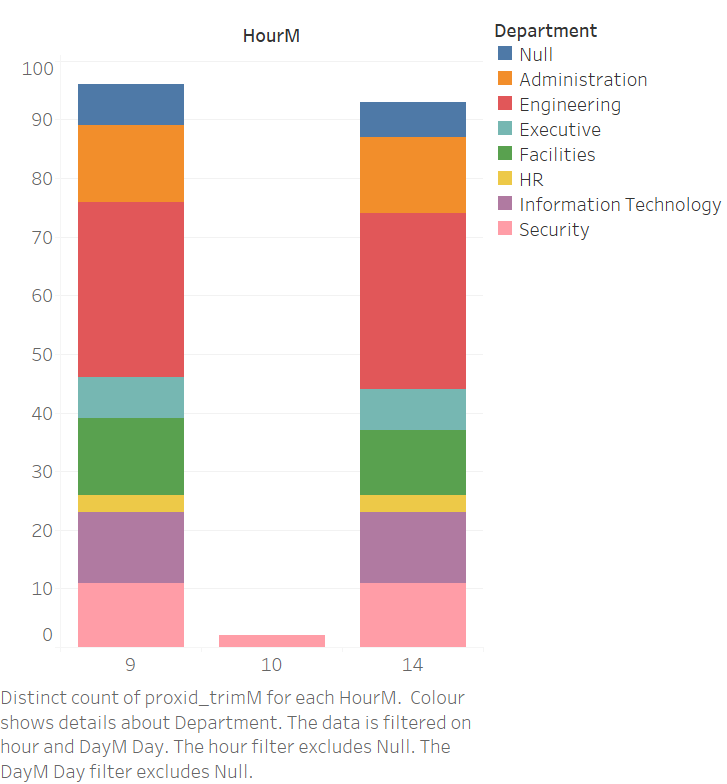 HourM
Department
Null
Administration
Engineering
Executive
Facilities
HR
Information Technology
Security
100
90
80
70
60
50
40
30
20
10
0
9 10 14
Distinct count of proxid_trimM for each HourM.  Colour
shows details about Department. The data is filtered on
hour and DayM Day. The hour filter excludes Null. The
DayM Day filter excludes Null.